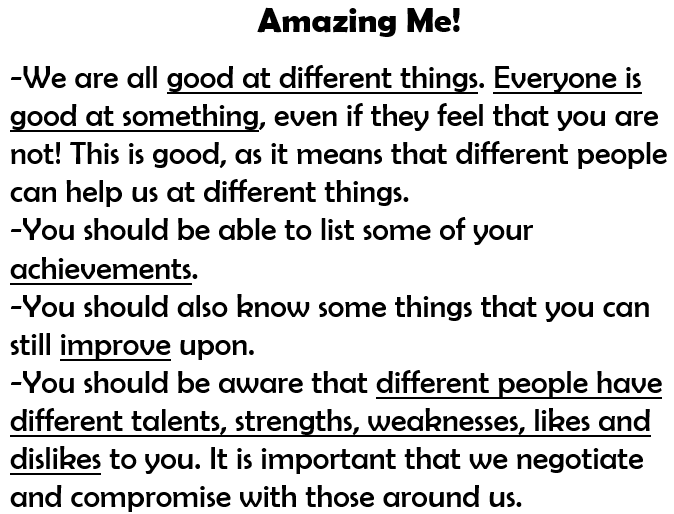 Amazing Me!
-We are all good at different things. Everyone is
good at something, even if they feel that you are
not! This is good, as it means that different people
can help us at different things.
-You should be able to list some of your
achievements.
-You should also know some things that you can
still improve upon.
-You should be aware that different people have
different talents, strengths, weaknesses, likes and
dislikes to you. It is important that we negotiate
and compromise with those around us.